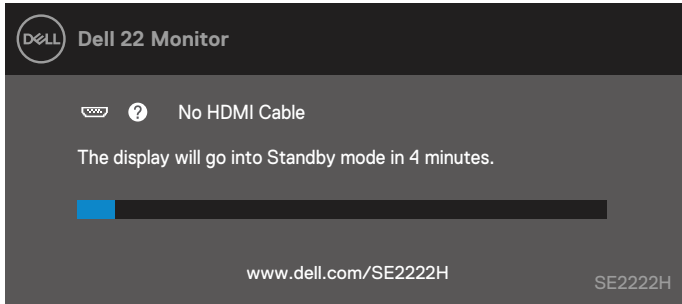 DELL Dell 22 Monitor
? No HDMI Cable
The display will go into Standby mode in 4 minutes.
www.dell.com/SE2222H
SE2222H